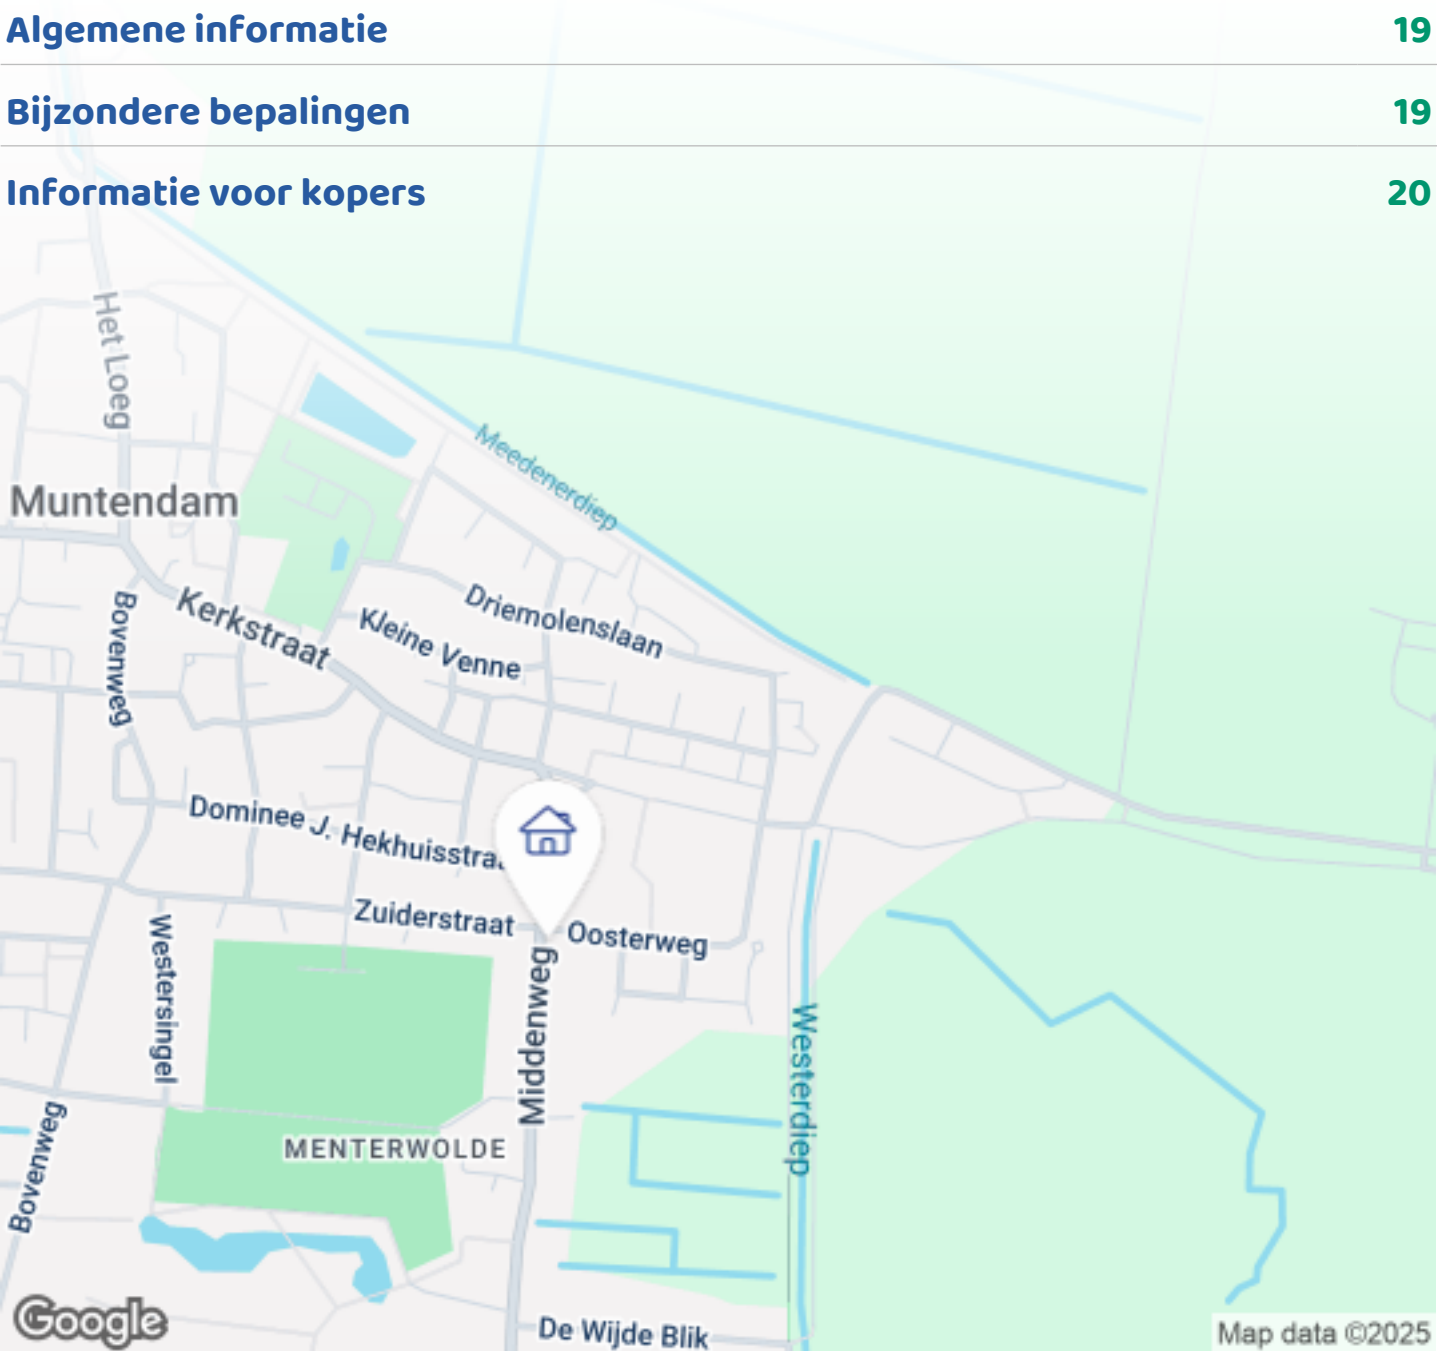 Algemene informatie 19
Bijzondere bepalingen 19
Informatie voor kopers 20
Het Loeg
Meedenerdiep
Muntendam
Driemolenslaan
Kerkstraat
Kleine Venne
Bovenweg
Dominee J. Hekhuisstraa
Zuiderstraat
Oosterweg
Westersingel
Middenweg
Westerdiep
MENTERWOLDE
Bovenweg
Google
De Wijde Blik
Map data ©2025